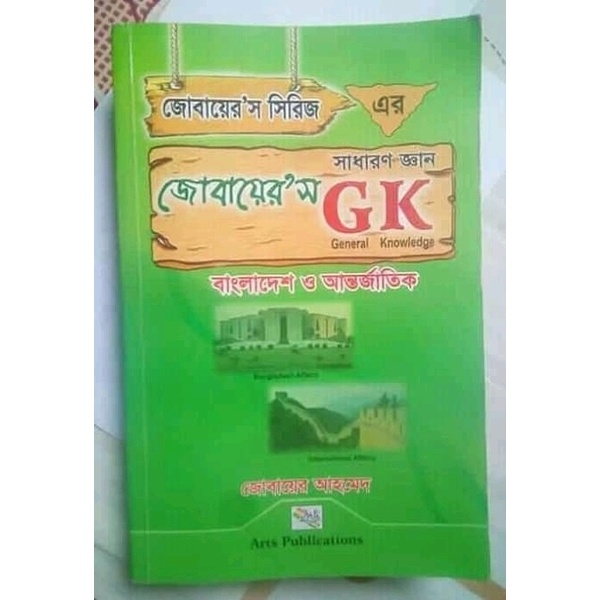 জোবায়ের'স সিরিজ এর
সাধারণ জ্ঞান
জোবায়ের'স GK
General Knowledge
বাংলাদেশ ও আন্তর্জাতিক
Bangladesh Affairs
International Affairs
জোবায়ের আহমেদ
Arts Publications